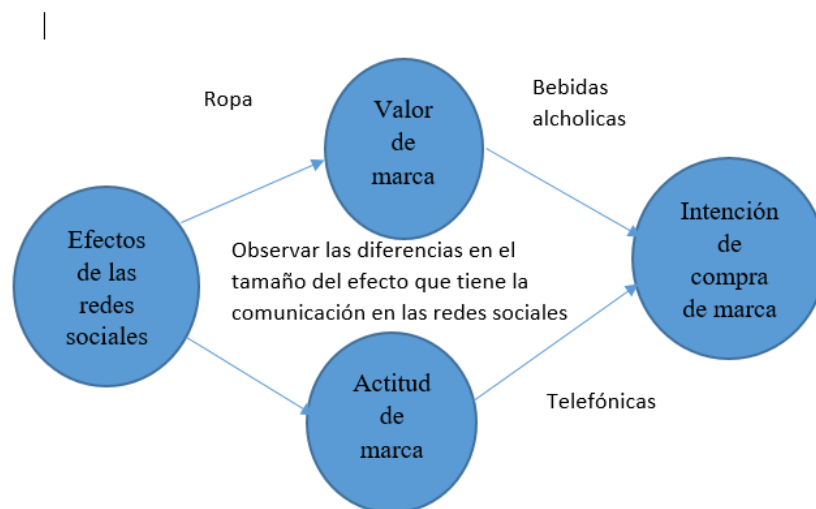 Ropa
Valor
de
marca
Bebidas
alcholicas
Efectos
de las
redes
sociales
Observar las diferencias en el
tamaño del efecto que tiene la
comunicación en las redes sociales
Intención
de
compra
de marca
Actitud
de
marca
Telefónicas